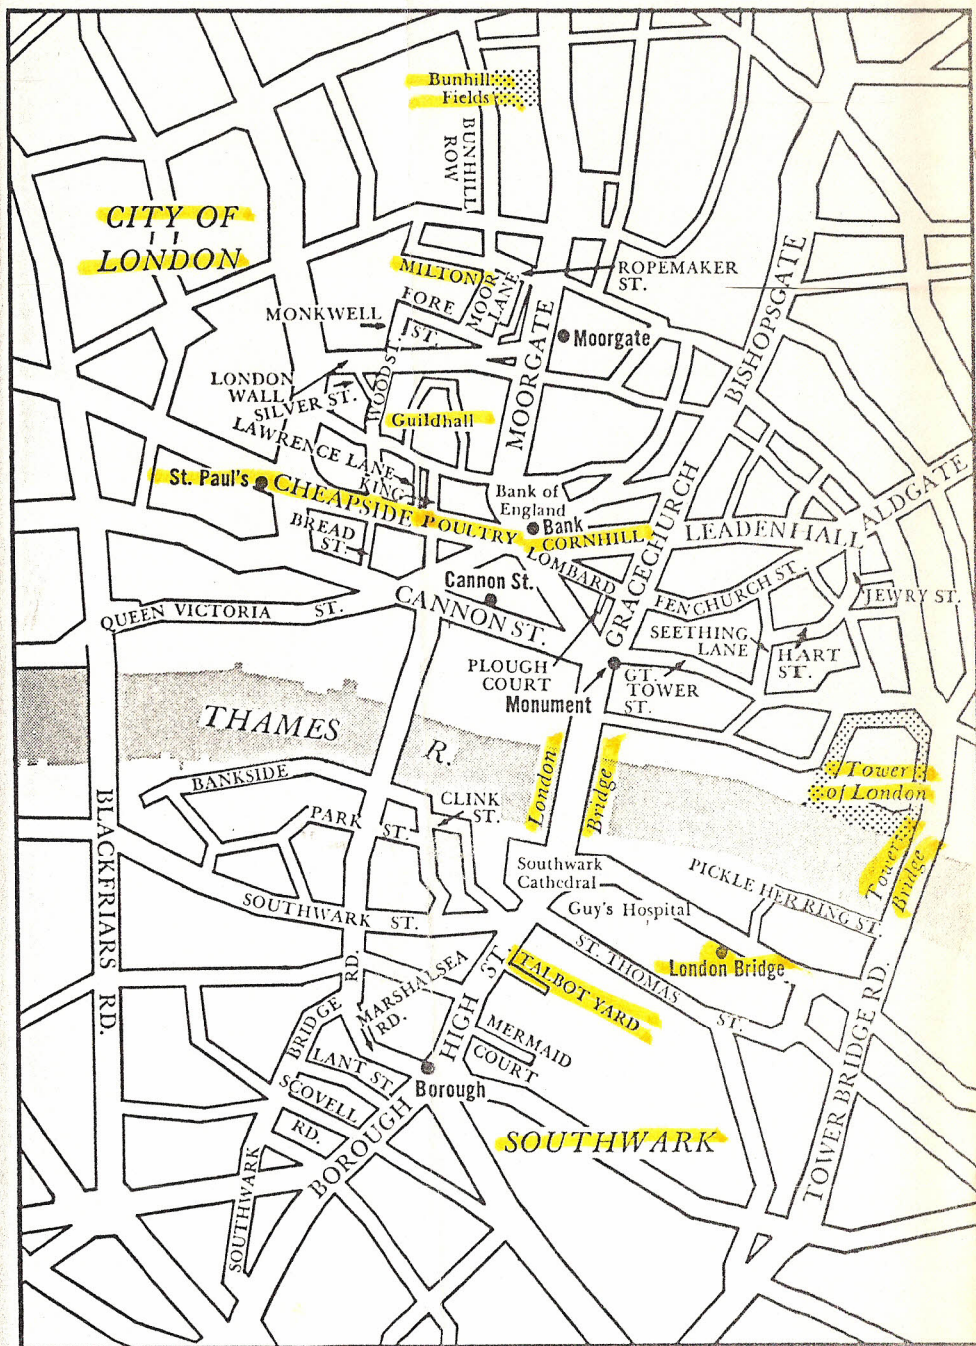 Bunhill
Fields
BUNHILL
ROW
CITY OF
LONDON
MILTON
MOOR
LANE
ROPEMAKER
ST.
FORE
ST.
MONKWELL
Moorgate
MOORGATE
BISHOPSGATE
LONDON
WALL
SILVER ST.
WOOD ST.
Guildhall
LAWRENCE LANE
KING
St. Paul's
CHEAPSIDE
POULTRY
Bank of
England
Bank
CORNHILL
LEADENHALL
ALDGATE
BREAD
ST.
LOMBARD
GRACECHURCH
Cannon St.
CANNON ST.
FENCHURCH ST.
JEWRY ST.
QUEEN VICTORIA ST.
SEETHING
LANE
HART
ST.
PLOUGH
COURT
Monument
GT.
TOWER
ST.
THAMES
R.
London
Bridge
Tower
of London
Tower
Bridge
BANKSIDE
CLINK
ST.
PARK ST.
BLACKFRIARS RD.
Southwark
Cathedral
PICKLE HERRING ST.
Guy's Hospital
SOUTHWARK ST.
London Bridge
ST. THOMAS ST.
TALBOT YARD
BRIDGE RD.
MARSHALSEA
RD.
HIGH ST.
MERMAID
COURT
LANT ST.
Borough
SCOVELL
RD.
BOROUGH
SOUTHWARK
SOUTHWARK
TOWER BRIDGE RD.